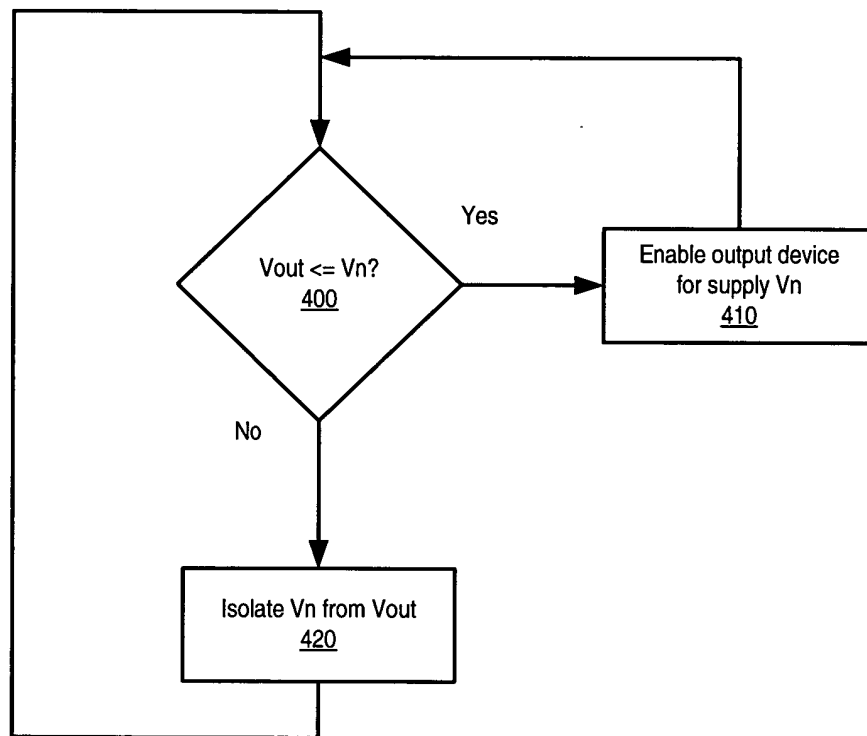 Vout <= Vn?
400
Yes
Enable output device
for supply Vn
410
No
Isolate Vn from Vout
420